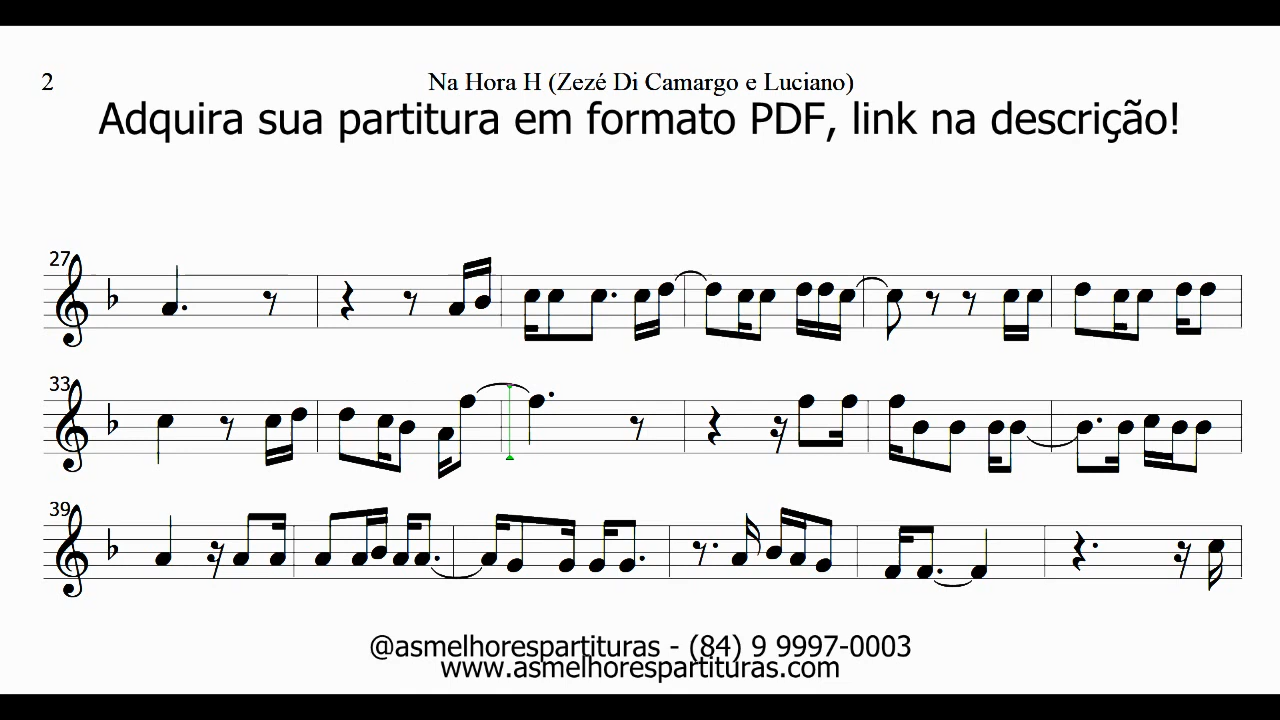 2
Na Hora H (Zezé Di Camargo e Luciano)
Adquira sua partitura em formato PDF, link na descrição!
27
33
39
@asmelhorespartituras - (84) 9 9997-0003
www.asmelhorespartituras.com